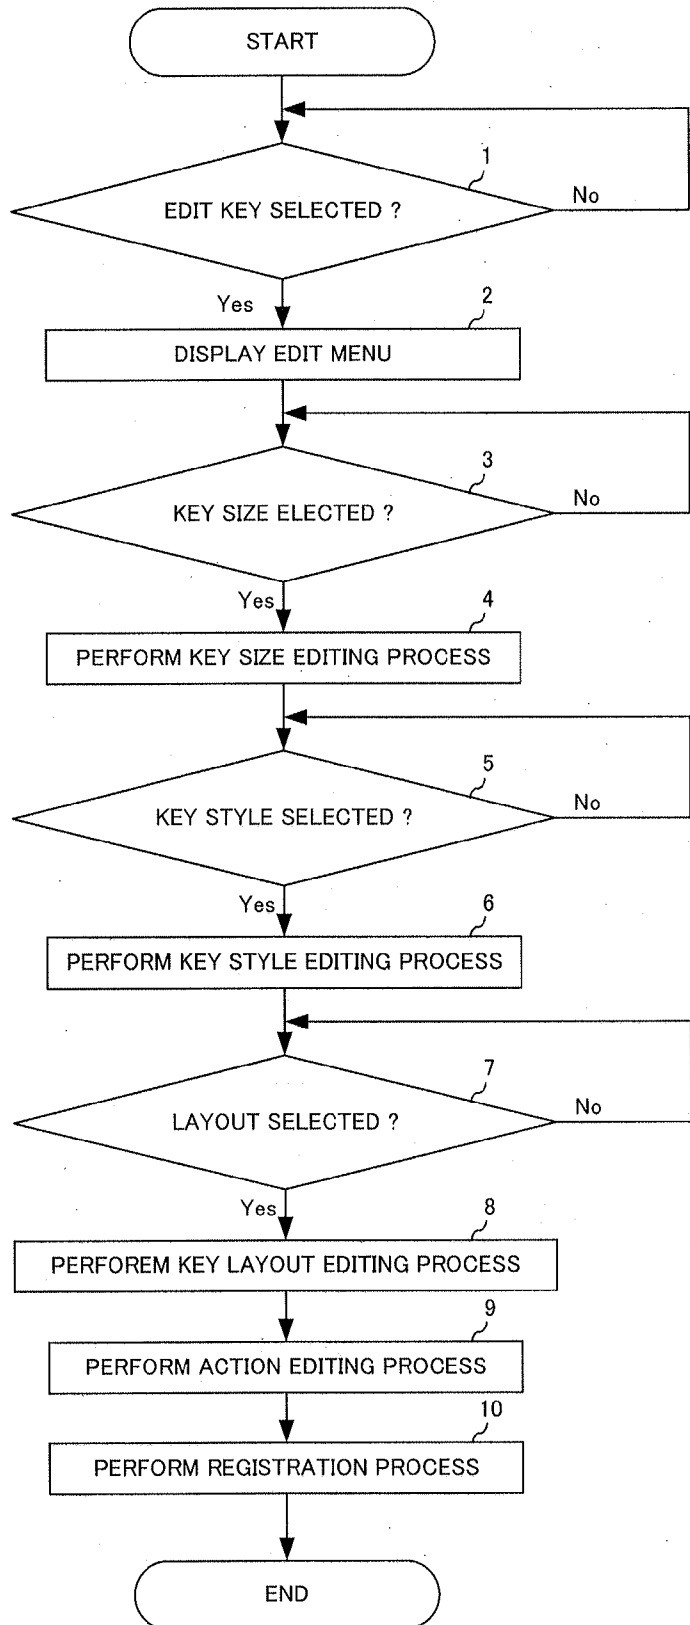 START
1
EDIT KEY SELECTED ?
No
Yes
2
DISPLAY EDIT MENU
3
KEY SIZE ELECTED ?
No
Yes
4
PERFORM KEY SIZE EDITING PROCESS
5
KEY STYLE SELECTED ?
No
Yes
6
PERFORM KEY STYLE EDITING PROCESS
7
LAYOUT SELECTED ?
No
Yes
8
PERFOREM KEY LAYOUT EDITING PROCESS
9
PERFORM ACTION EDITING PROCESS
10
PERFORM REGISTRATION PROCESS
END